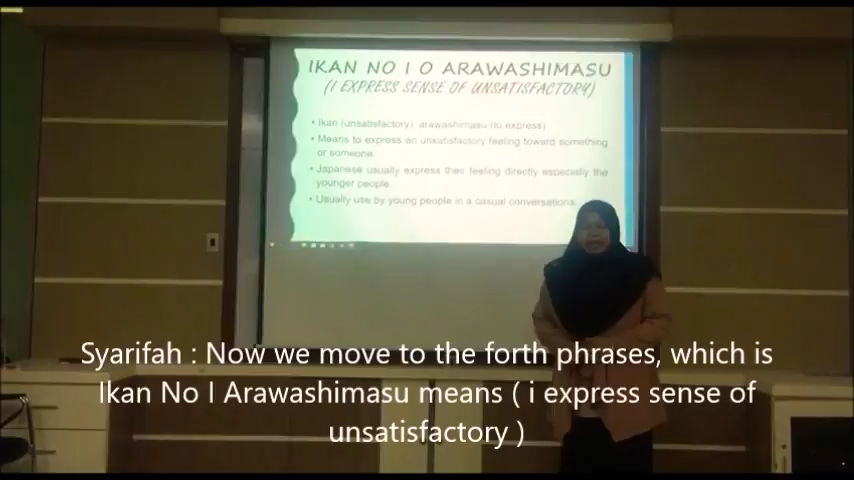 IKAN NO I O ARAWASHIMASU
(I EXPRESS SENSE OF UNSATISFACTORY)
• Ikan (unsatisfactory) arawashimasu (to express)
• Means to express an unsatisfactory feeling toward something
or someone.
• Japanese usually express their feeling directly especially the
younger people.
• Usually use by young people in a casual conversations.
Syarifah : Now we move to the forth phrases, which is
Ikan No I Arawashimasu means ( i express sense of
unsatisfactory )